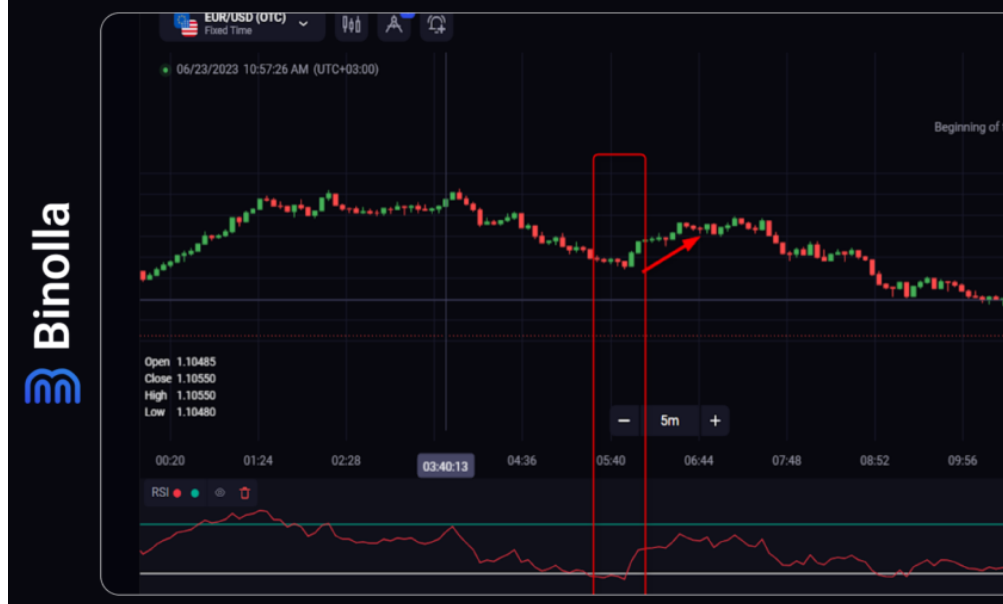 Binolla
EUR/USD (OTC)
Fixed Time
06/23/2023 10:57:26 AM (UTC+03:00)
Beginning of
Open 1.10485
Close 1.10550
High 1.10550
Low 1.10480
5m
00:20 01:24 02:28 03:40:13 04:36 05:40 06:44 07:48 08:52 09:56
RSI